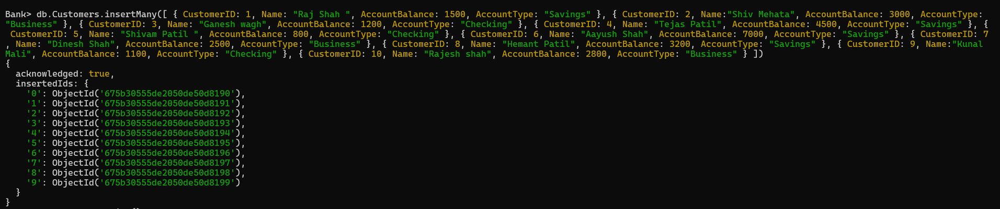 Bank> db.Customers.insertMany([ { CustomerID: 1, Name: "Raj Shah ", AccountBalance: 1500, AccountType: "Savings" }, { CustomerID: 2, Name:"Shiv Mehata", AccountBalance: 3000, AccountType:
"Business" }, { CustomerID: 3, Name: "Ganesh wagh", AccountBalance: 1200, AccountType: "Checking" }, { CustomerID: 4, Name: "Tejas Patil", AccountBalance: 4500, AccountType: "Savings" }, {
CustomerID: 5, Name: "Shivam Patil ", AccountBalance: 800, AccountType: "Checking" }, { CustomerID: 6, Name: "Aayush Shah", AccountBalance: 7000, AccountType: "Savings" }, { CustomerID: 7
, Name: "Dinesh Shah", AccountBalance: 2500, AccountType: "Business" }, { CustomerID: 8, Name: "Hemant Patil", AccountBalance: 3200, AccountType: "Savings" }, { CustomerID: 9, Name:"Kunal
Mali", AccountBalance: 1100, AccountType: "Checking" }, { CustomerID: 10, Name: "Rajesh shah", AccountBalance: 2800, AccountType: "Business" } ])
{
  acknowledged: true,
  insertedIds: {
    '0': ObjectId('675b30555de2050de50d8190'),
    '1': ObjectId('675b30555de2050de50d8191'),
    '2': ObjectId('675b30555de2050de50d8192'),
    '3': ObjectId('675b30555de2050de50d8193'),
    '4': ObjectId('675b30555de2050de50d8194'),
    '5': ObjectId('675b30555de2050de50d8195'),
    '6': ObjectId('675b30555de2050de50d8196'),
    '7': ObjectId('675b30555de2050de50d8197'),
    '8': ObjectId('675b30555de2050de50d8198'),
    '9': ObjectId('675b30555de2050de50d8199')
  }
}